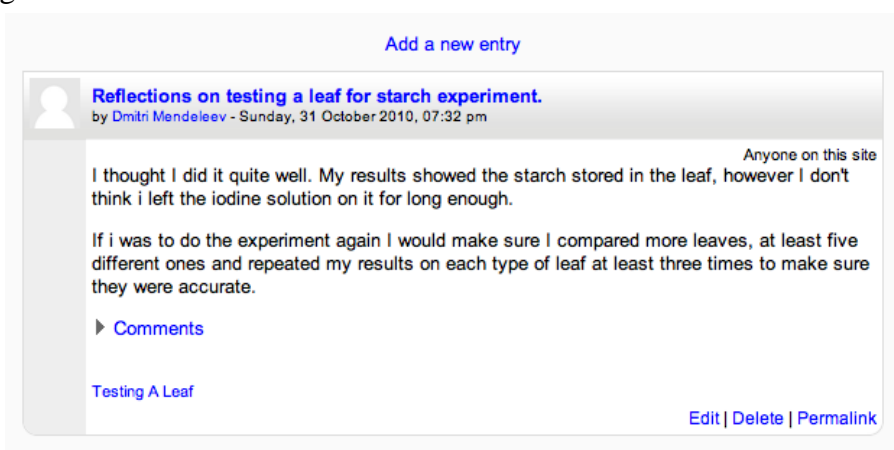 Add a new entry
Reflections on testing a leaf for starch experiment.
by Dmitri Mendeleev - Sunday, 31 October 2010, 07:32 pm
Anyone on this site
I thought I did it quite well. My results showed the starch stored in the leaf, however I don't
think i left the iodine solution on it for long enough.
If i was to do the experiment again I would make sure I compared more leaves, at least five
different ones and repeated my results on each type of leaf at least three times to make sure
they were accurate.
Comments
Testing A Leaf
Edit | Delete | Permalink